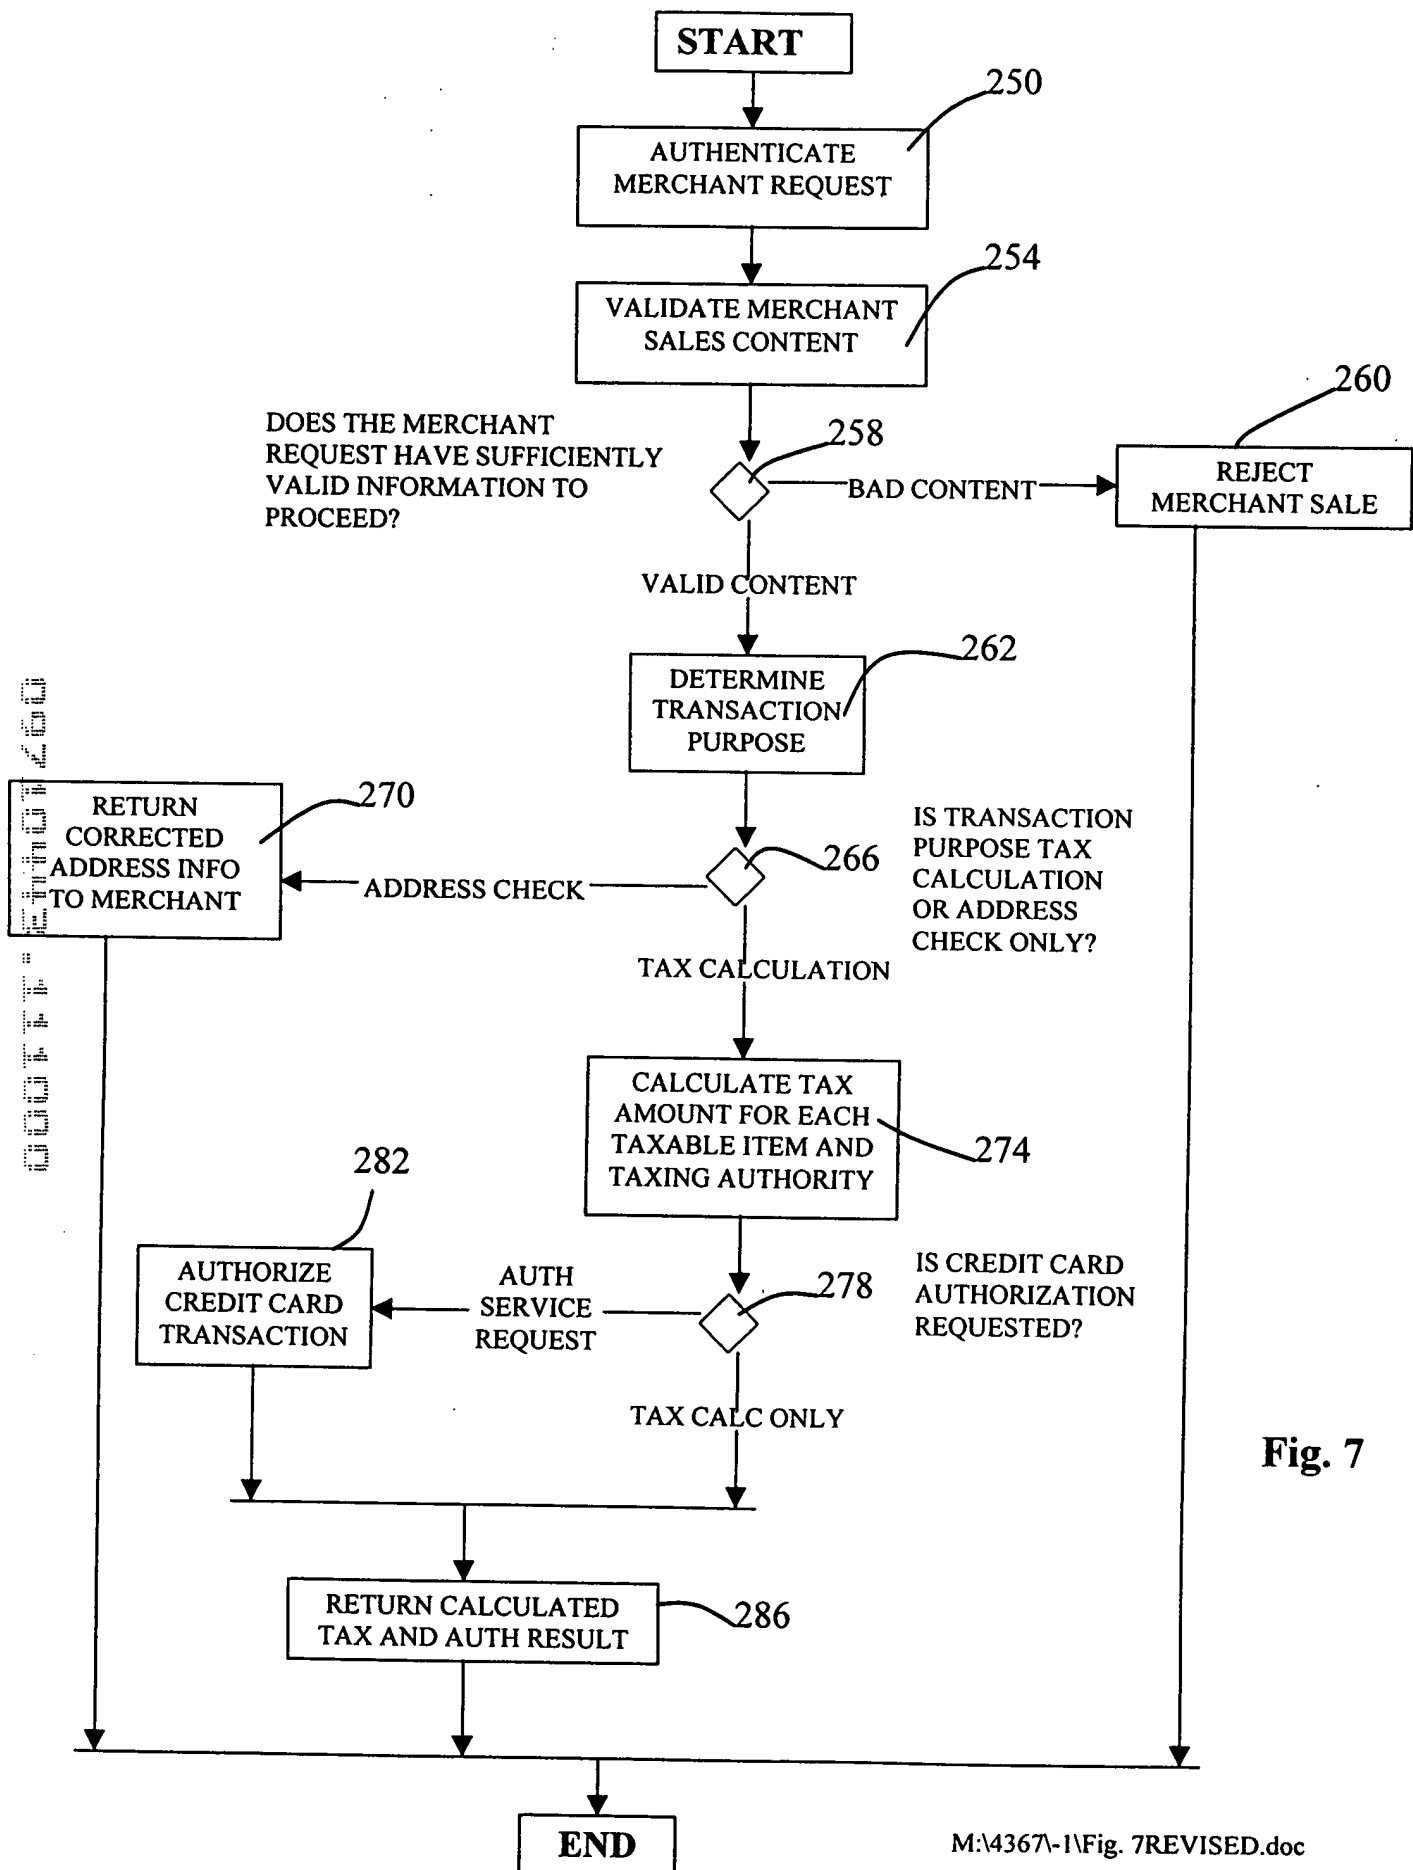 START
250
AUTHENTICATE
MERCHANT REQUEST
254
VALIDATE MERCHANT
SALES CONTENT
DOES THE MERCHANT
REQUEST HAVE SUFFICIENTLY
VALID INFORMATION TO
PROCEED?
258
BAD CONTENT
260
REJECT
MERCHANT SALE
VALID CONTENT
262
DETERMINE
TRANSACTION
PURPOSE
270
RETURN
CORRECTED
ADDRESS INFO
TO MERCHANT
ADDRESS CHECK
266
IS TRANSACTION
PURPOSE TAX
CALCULATION
OR ADDRESS
CHECK ONLY?
TAX CALCULATION
CALCULATE TAX
AMOUNT FOR EACH
TAXABLE ITEM AND
TAXING AUTHORITY
274
282
AUTHORIZE
CREDIT CARD
TRANSACTION
AUTH
SERVICE
REQUEST
278
IS CREDIT CARD
AUTHORIZATION
REQUESTED?
TAX CALC ONLY
Fig. 7
RETURN CALCULATED
TAX AND AUTH RESULT
286
END
M:\4367\-1\Fig. 7REVISED.doc